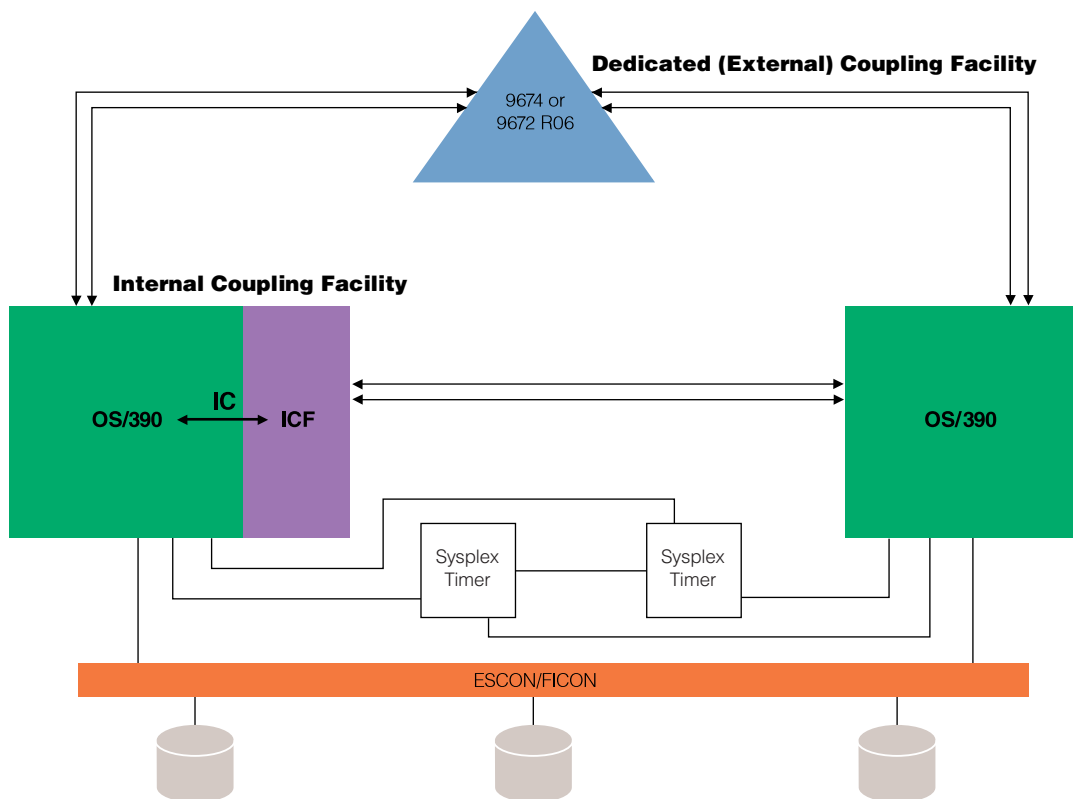 Dedicated (External) Coupling Facility
9674 or
9672 R06
Internal Coupling Facility
OS/390
IC
ICF
OS/390
Sysplex
Timer
Sysplex
Timer
ESCON/FICON